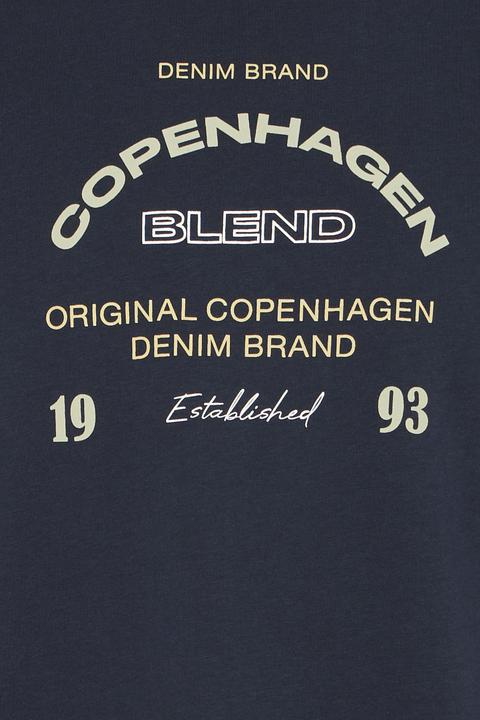 DENIM BRAND
COPENHAGEN
BLEND
ORIGINAL COPENHAGEN
DENIM BRAND
19 Established 93